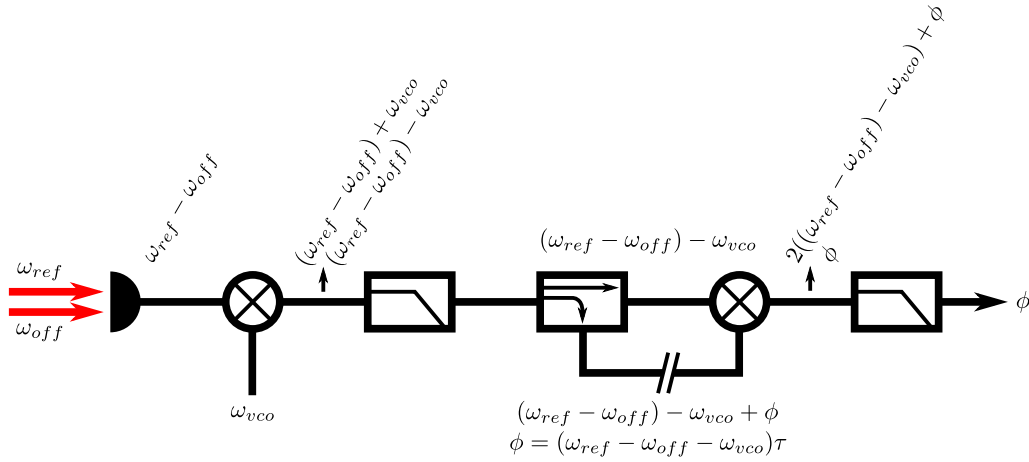 ω_ref
ω_off
ω_ref − ω_off
ω_vco
(ω_ref − ω_off) + ω_vco
(ω_ref − ω_off) − ω_vco
(ω_ref − ω_off) − ω_vco
(ω_ref − ω_off) − ω_vco + ϕ
ϕ = (ω_ref − ω_off − ω_vco)τ
2((ω_ref − ω_off) − ω_vco) + ϕ
ϕ
ϕ